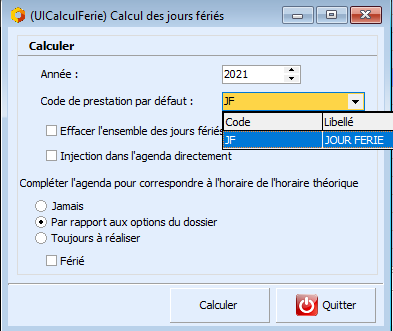 (UICalculFerie) Calcul des jours fériés
Calculer
Année : 2021
Code de prestation par défaut : JF
Code Libellé
Effacer l'ensemble des jours fériés
JF JOUR FERIE
Injection dans l'agenda directement
Compléter l'agenda pour correspondre à l'horaire de l'horaire théorique
Jamais
Par rapport aux options du dossier
Toujours à réaliser
Férié
Calculer Quitter